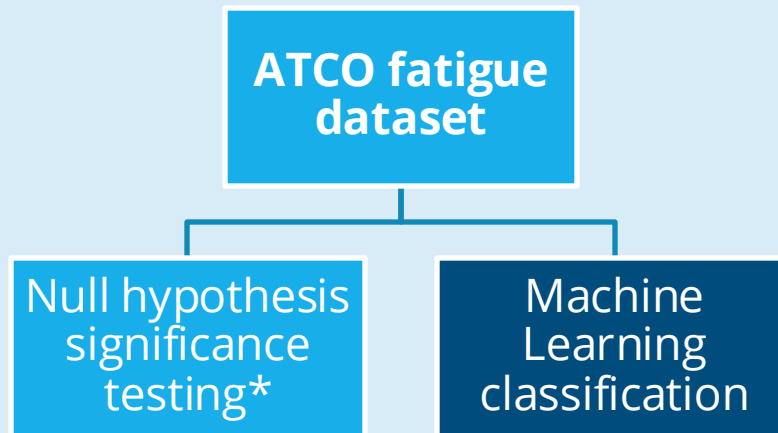 ATCO fatigue
dataset
Null hypothesis
significance
testing*
Machine
Learning
classification